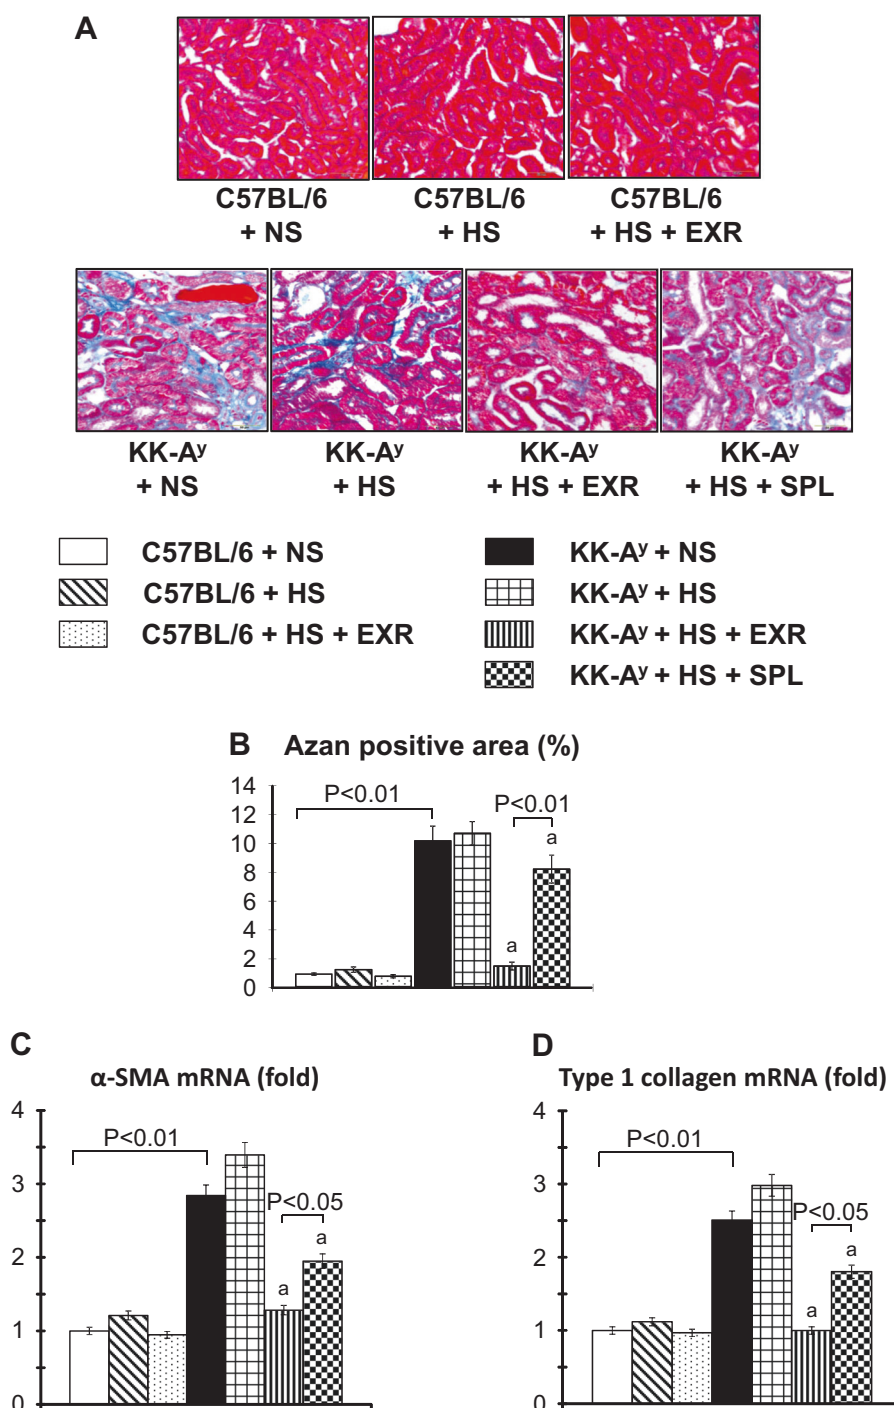 A
C57BL/6 + NS
C57BL/6 + HS
C57BL/6 + HS + EXR
KK-Aʸ + NS
KK-Aʸ + HS
KK-Aʸ + HS + EXR
KK-Aʸ + HS + SPL
C57BL/6 + NS
C57BL/6 + HS
C57BL/6 + HS + EXR
KK-Aʸ + NS
KK-Aʸ + HS
KK-Aʸ + HS + EXR
KK-Aʸ + HS + SPL
B Azan positive area (%)
14
12
10
8
6
4
2
0
P<0.01
P<0.01
a
a
C
α-SMA mRNA (fold)
4
3
2
1
0
P<0.01
P<0.05
a
a
D
Type 1 collagen mRNA (fold)
4
3
2
1
0
P<0.01
P<0.05
a
a